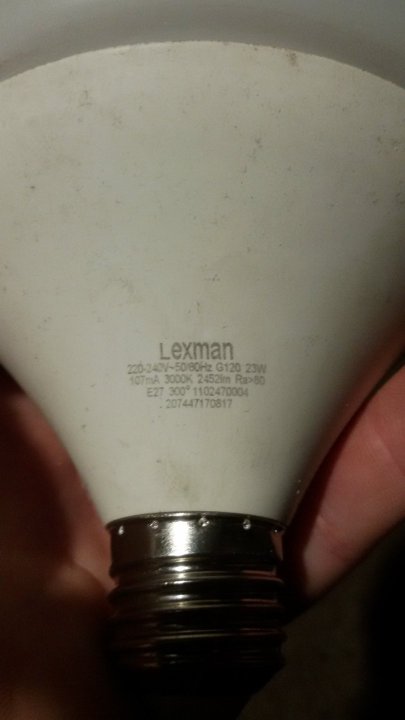 Lexman
220-240V~50/60Hz G120 23W
107mA 3000K 2452lm Ra>80
E27 300° 1102470004
207447170817